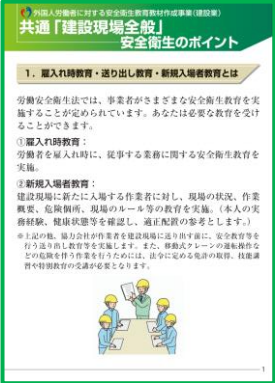 外国人労働者に対する安全衛生教育教材作成事業(建設業)
共通「建設現場全般」
安全衛生のポイント
1.雇入れ時教育・送り出し教育・新規入場者教育とは
労働安全衛生法では、事業者がさまざまな安全衛生教育を実
施することが定められています。あなたは必要な教育を受け
ることができます。
①雇入れ時教育:
労働者を雇入れ時に、従事する業務に関する安全衛生教育を
実施。
②新規入場者教育:
建設現場に新たに入場する作業者に対し、現場の状況、作業
概要、危険個所、現場のルール等の教育を実施。(本人の実
務経験、健康状態等を確認し、適正配置の参考とします。)
※上記の他、協力会社が作業者を建設現場に送り出す前に、安全教育等を
行う送り出し教育等を実施します。また、移動式クレーンの運転操作な
どの危険を伴う作業を行うためには、法令に定める免許の取得、技能講
習や特別教育の受講が必要となります。
1